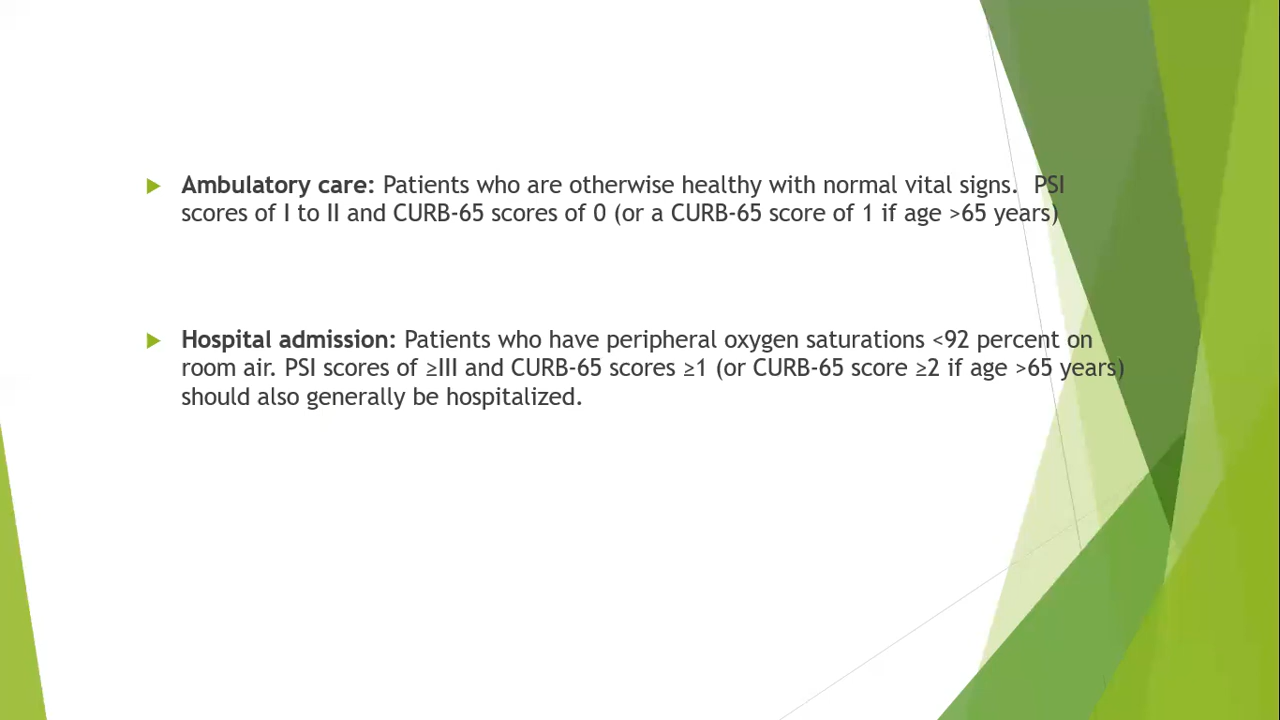 Ambulatory care: Patients who are otherwise healthy with normal vital signs.  PSI
scores of I to II and CURB-65 scores of 0 (or a CURB-65 score of 1 if age >65 years)
Hospital admission: Patients who have peripheral oxygen saturations <92 percent on
room air. PSI scores of ≥III and CURB-65 scores ≥1 (or CURB-65 score ≥2 if age >65 years)
should also generally be hospitalized.